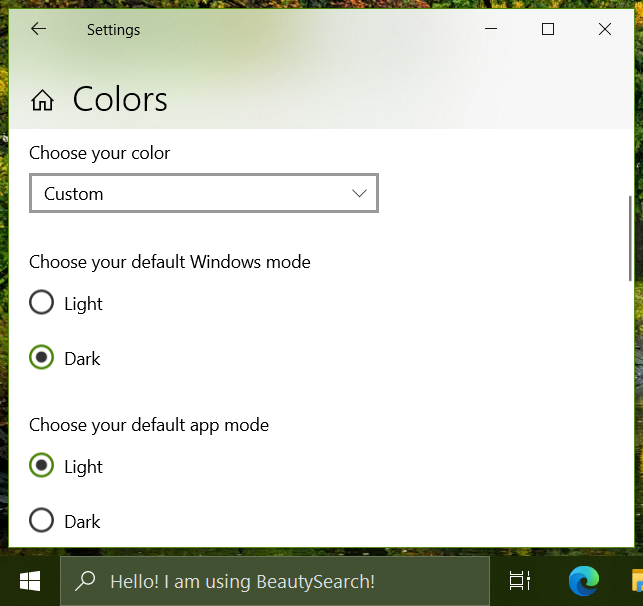 Settings
Colors
Choose your color
Custom
Choose your default Windows mode
Light
Dark
Choose your default app mode
Light
Dark
Hello! I am using BeautySearch!